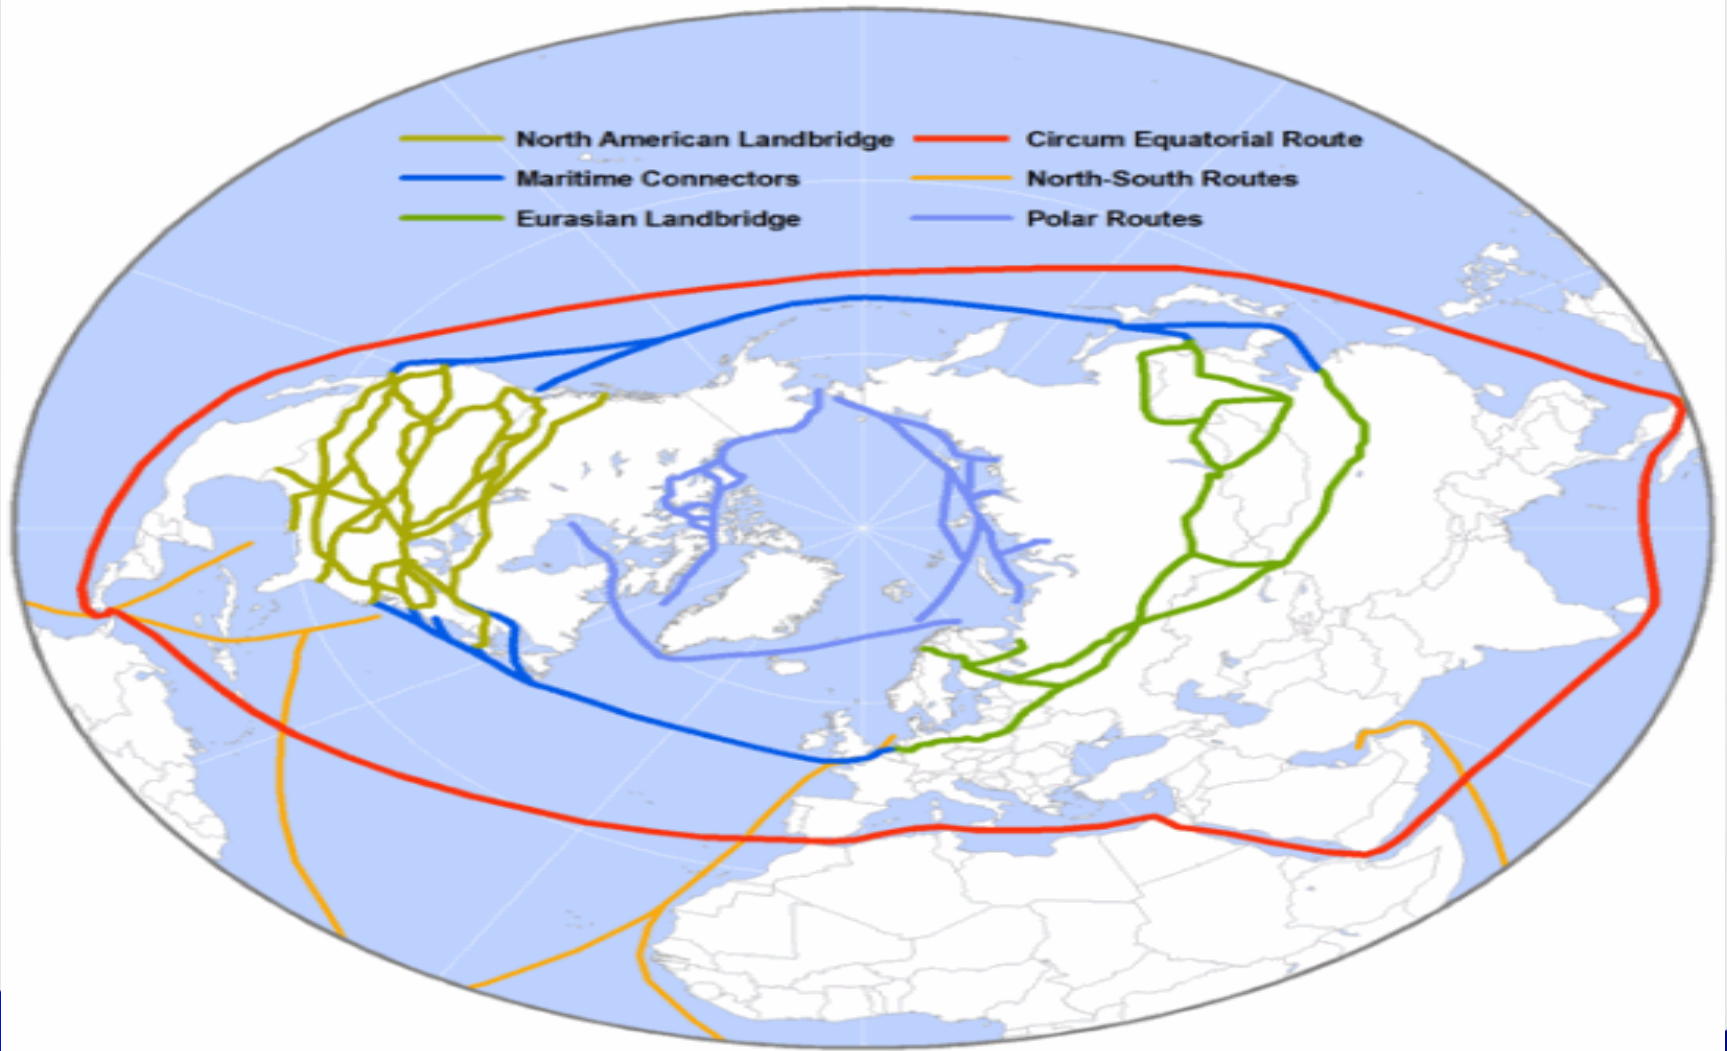 North American Landbridge
Circum Equatorial Route
Maritime Connectors
North-South Routes
Eurasian Landbridge
Polar Routes